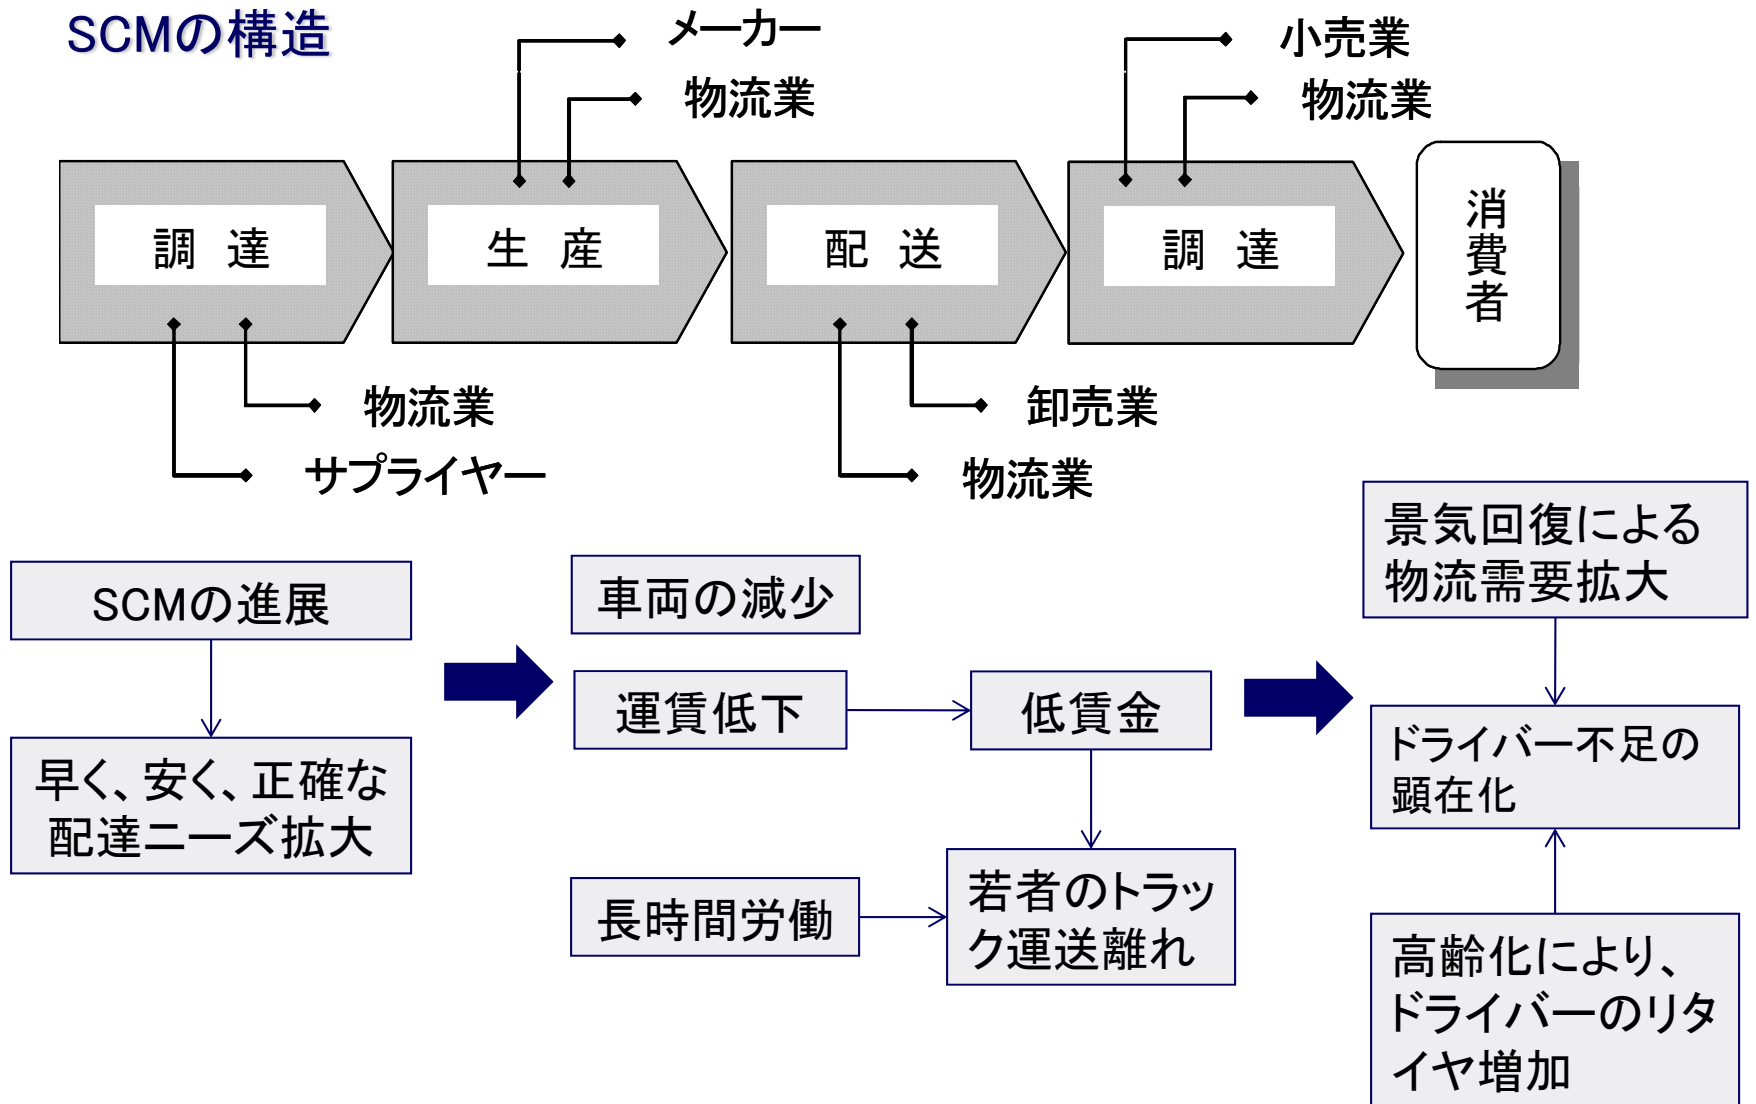 SCMの構造
メーカー
物流業
小売業
物流業
調 達
生 産
配 送
調 達
消
費
者
物流業
サプライヤー
卸売業
物流業
SCMの進展
早く、安く、正確な
配達ニーズ拡大
車両の減少
運賃低下
低賃金
長時間労働
若者のトラッ
ク運送離れ
景気回復による
物流需要拡大
ドライバー不足の
顕在化
高齢化により、
ドライバーのリタ
イヤ増加